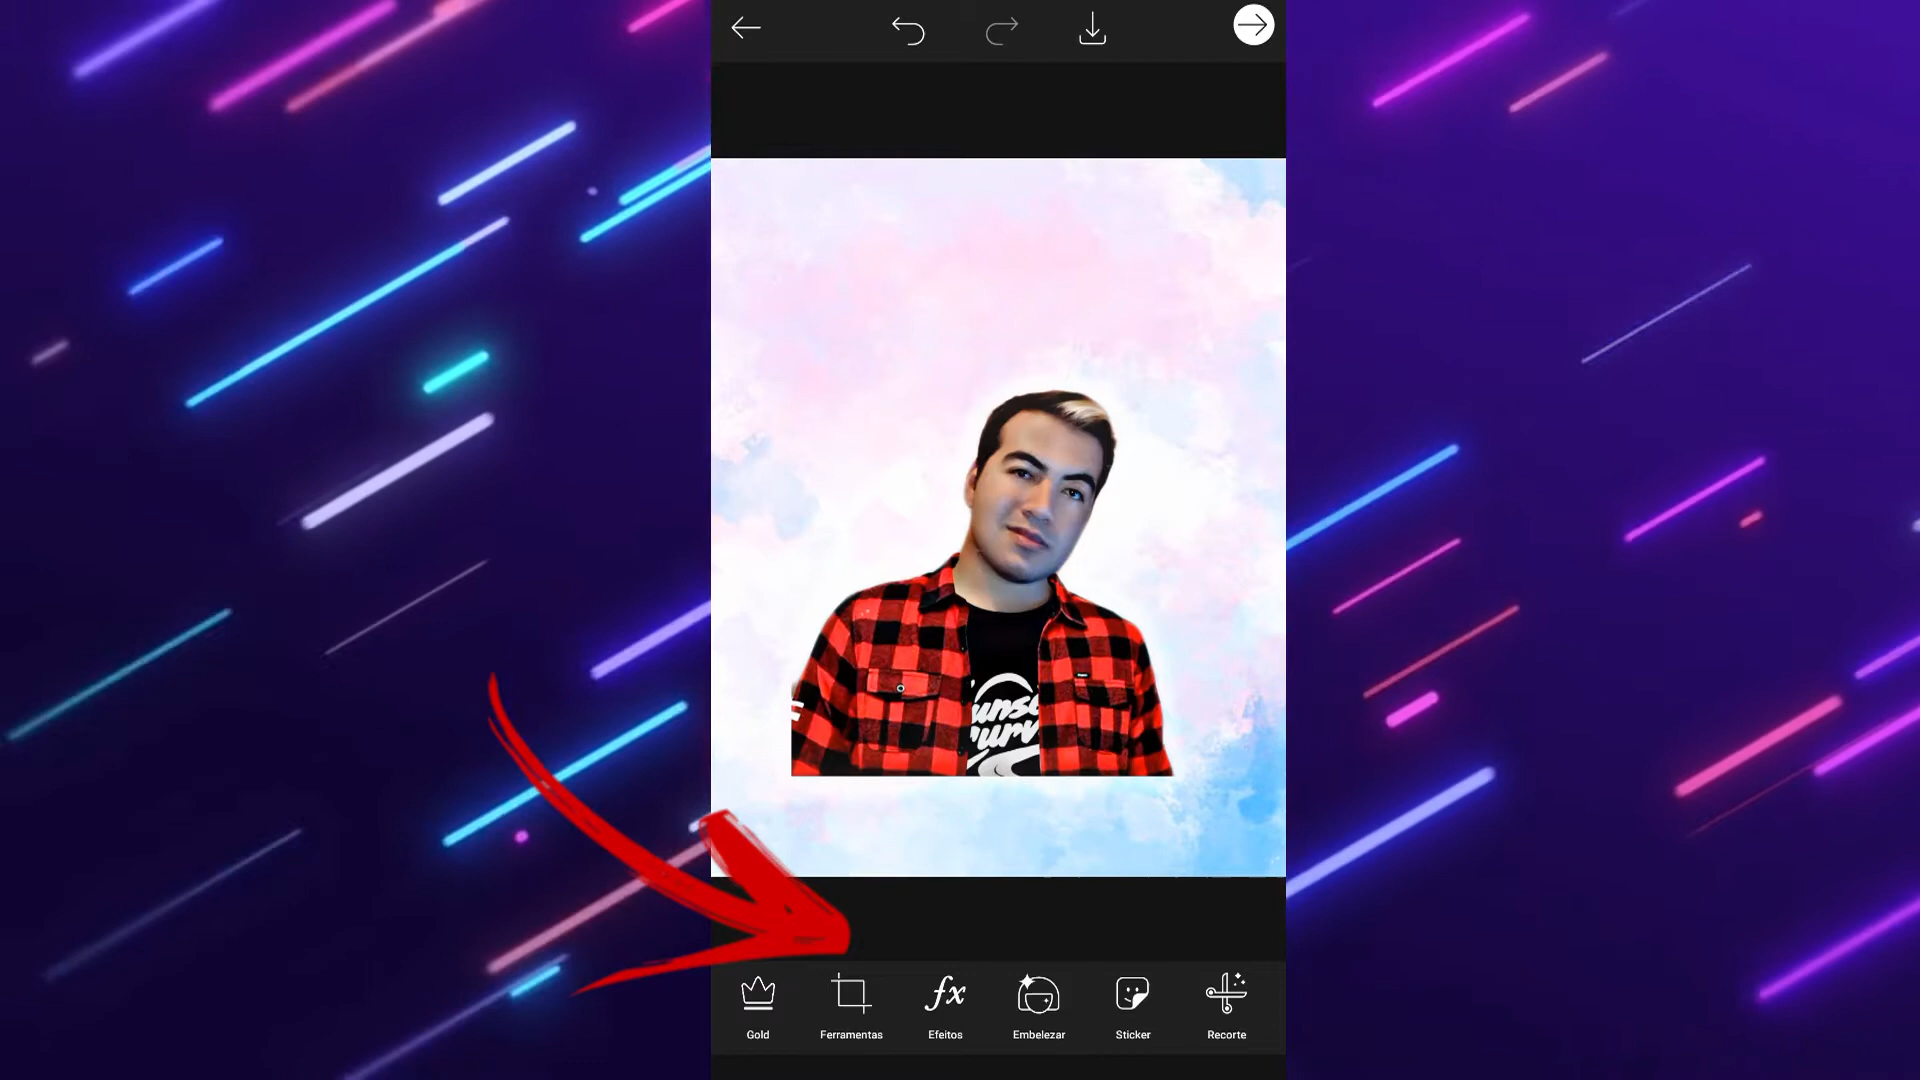 Gold
Ferramentas
Efeitos
Embelezar
Sticker
Recorte